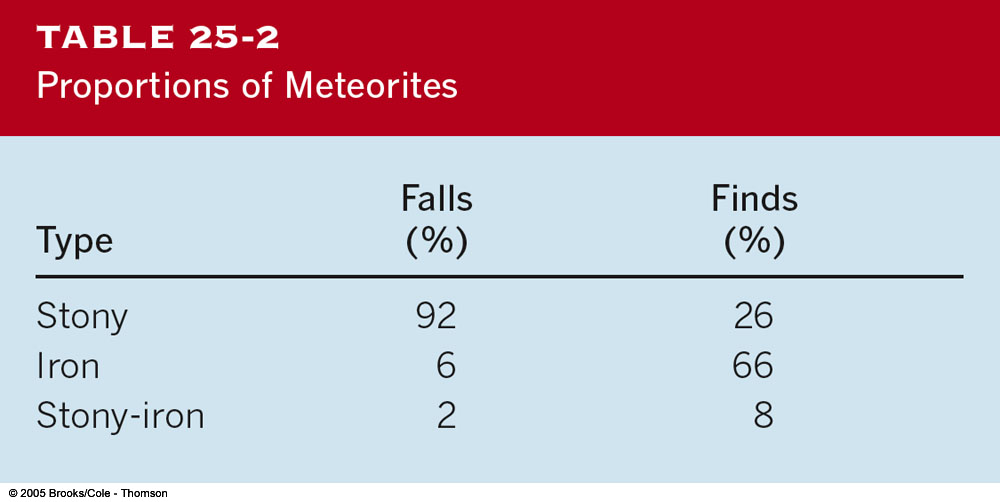 TABLE 25-2
Proportions of Meteorites
Falls Finds
Type (%) (%)
Stony 92 26
Iron 6 66
Stony-iron 2 8
© 2005 Brooks/Cole - Thomson